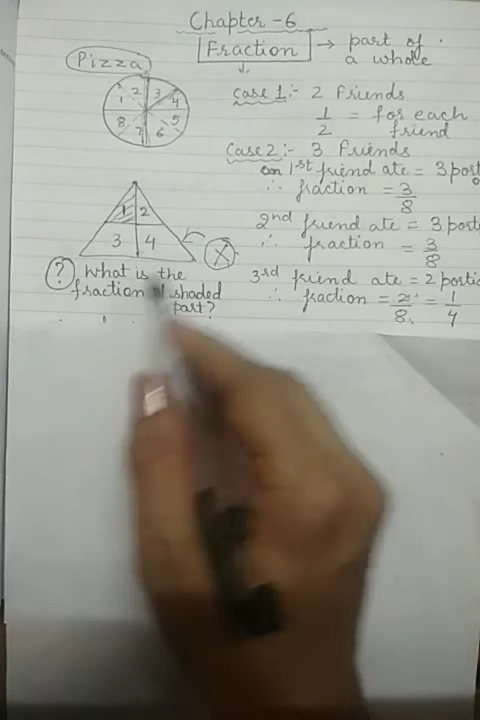 Chapter - 6
Fraction → part of a whole
Pizza
1 2 3 4 5 6 7 8
Case 1:- 2 Friends
1/2 = for each friend
Case 2:- 3 Friends
1st friend ate = 3
∴ fraction = 3/8
2nd friend ate = 3
∴ fraction = 3/8
3rd friend ate = 2
∴ fraction = 2/8 = 1/4
1 2
3 4
X
? What is the
fraction of shaded
part?